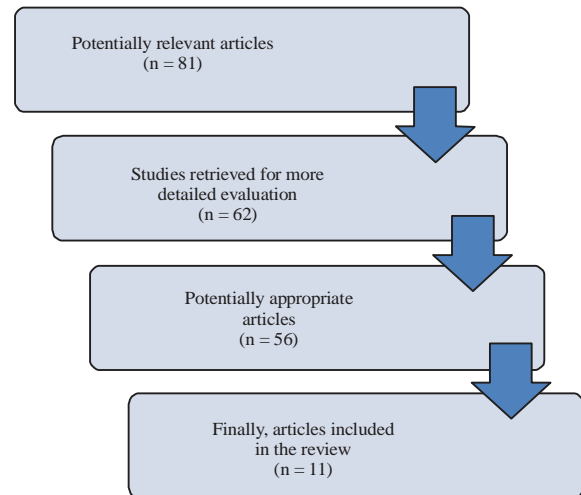 Potentially relevant articles
(n = 81)
Studies retrieved for more
detailed evaluation
(n = 62)
Potentially appropriate
articles
(n = 56)
Finally, articles included
in the review
(n = 11)